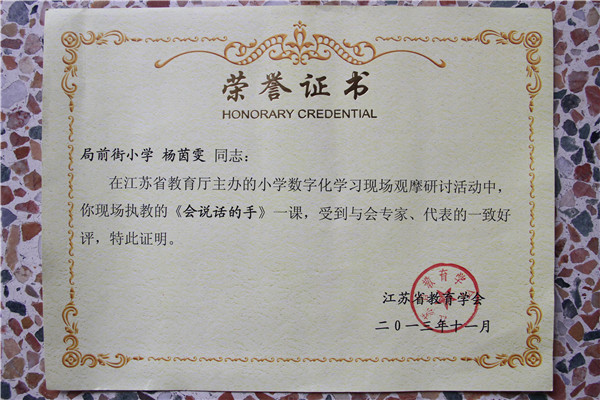 荣誉证书
HONORARY CREDENTIAL
局前街小学 杨茵雯 同志：
在江苏省教育厅主办的小学数字化学习现场观摩研讨活动中，
你现场执教的《会说话的手》一课，受到与会专家、代表的一致好
评，特此证明。
江苏省教育学会
二0一三年十一月